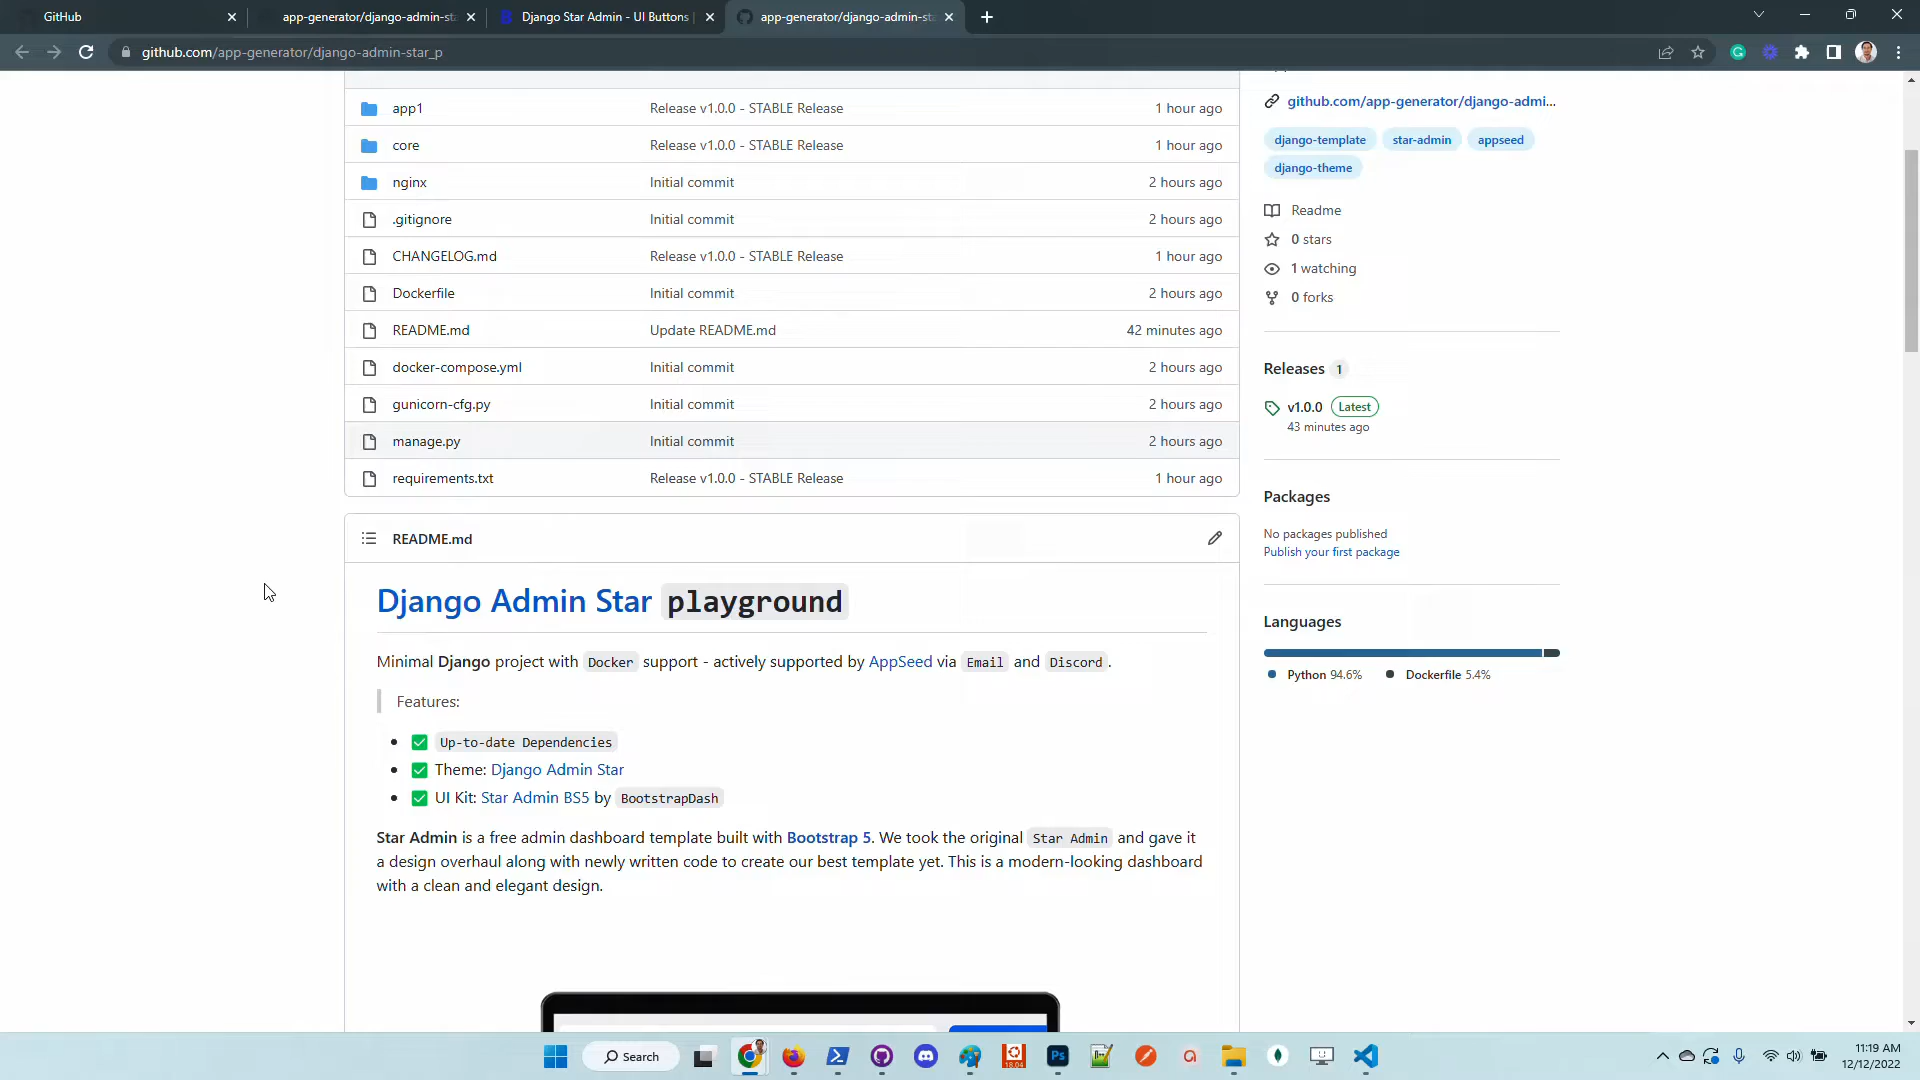 GitHub
app-generator/django-admin-st
Django Star Admin - UI Buttons |
app-generator/django-admin-st
github.com/app-generator/django-admin-star_p
app1 Release v1.0.0 - STABLE Release 1 hour ago
core Release v1.0.0 - STABLE Release 1 hour ago
nginx Initial commit 2 hours ago
.gitignore Initial commit 2 hours ago
CHANGELOG.md Release v1.0.0 - STABLE Release 1 hour ago
Dockerfile Initial commit 2 hours ago
README.md Update README.md 42 minutes ago
docker-compose.yml Initial commit 2 hours ago
gunicorn-cfg.py Initial commit 2 hours ago
manage.py Initial commit 2 hours ago
requirements.txt Release v1.0.0 - STABLE Release 1 hour ago
README.md
Django Admin Star playground
Minimal Django project with Docker support - actively supported by AppSeed via Email and Discord.
Features:
Up-to-date Dependencies
Theme: Django Admin Star
UI Kit: Star Admin BS5 by BootstrapDash
Star Admin is a free admin dashboard template built with Bootstrap 5. We took the original Star Admin and gave it
a design overhaul along with newly written code to create our best template yet. This is a modern-looking dashboard
with a clean and elegant design.
github.com/app-generator/django-admi...
django-template star-admin appseed
django-theme
Readme
0 stars
1 watching
0 forks
Releases 1
v1.0.0 Latest
43 minutes ago
Packages
No packages published
Publish your first package
Languages
Python 94.6% Dockerfile 5.4%
Search
Ps
18.04
11:19 AM
12/12/2022